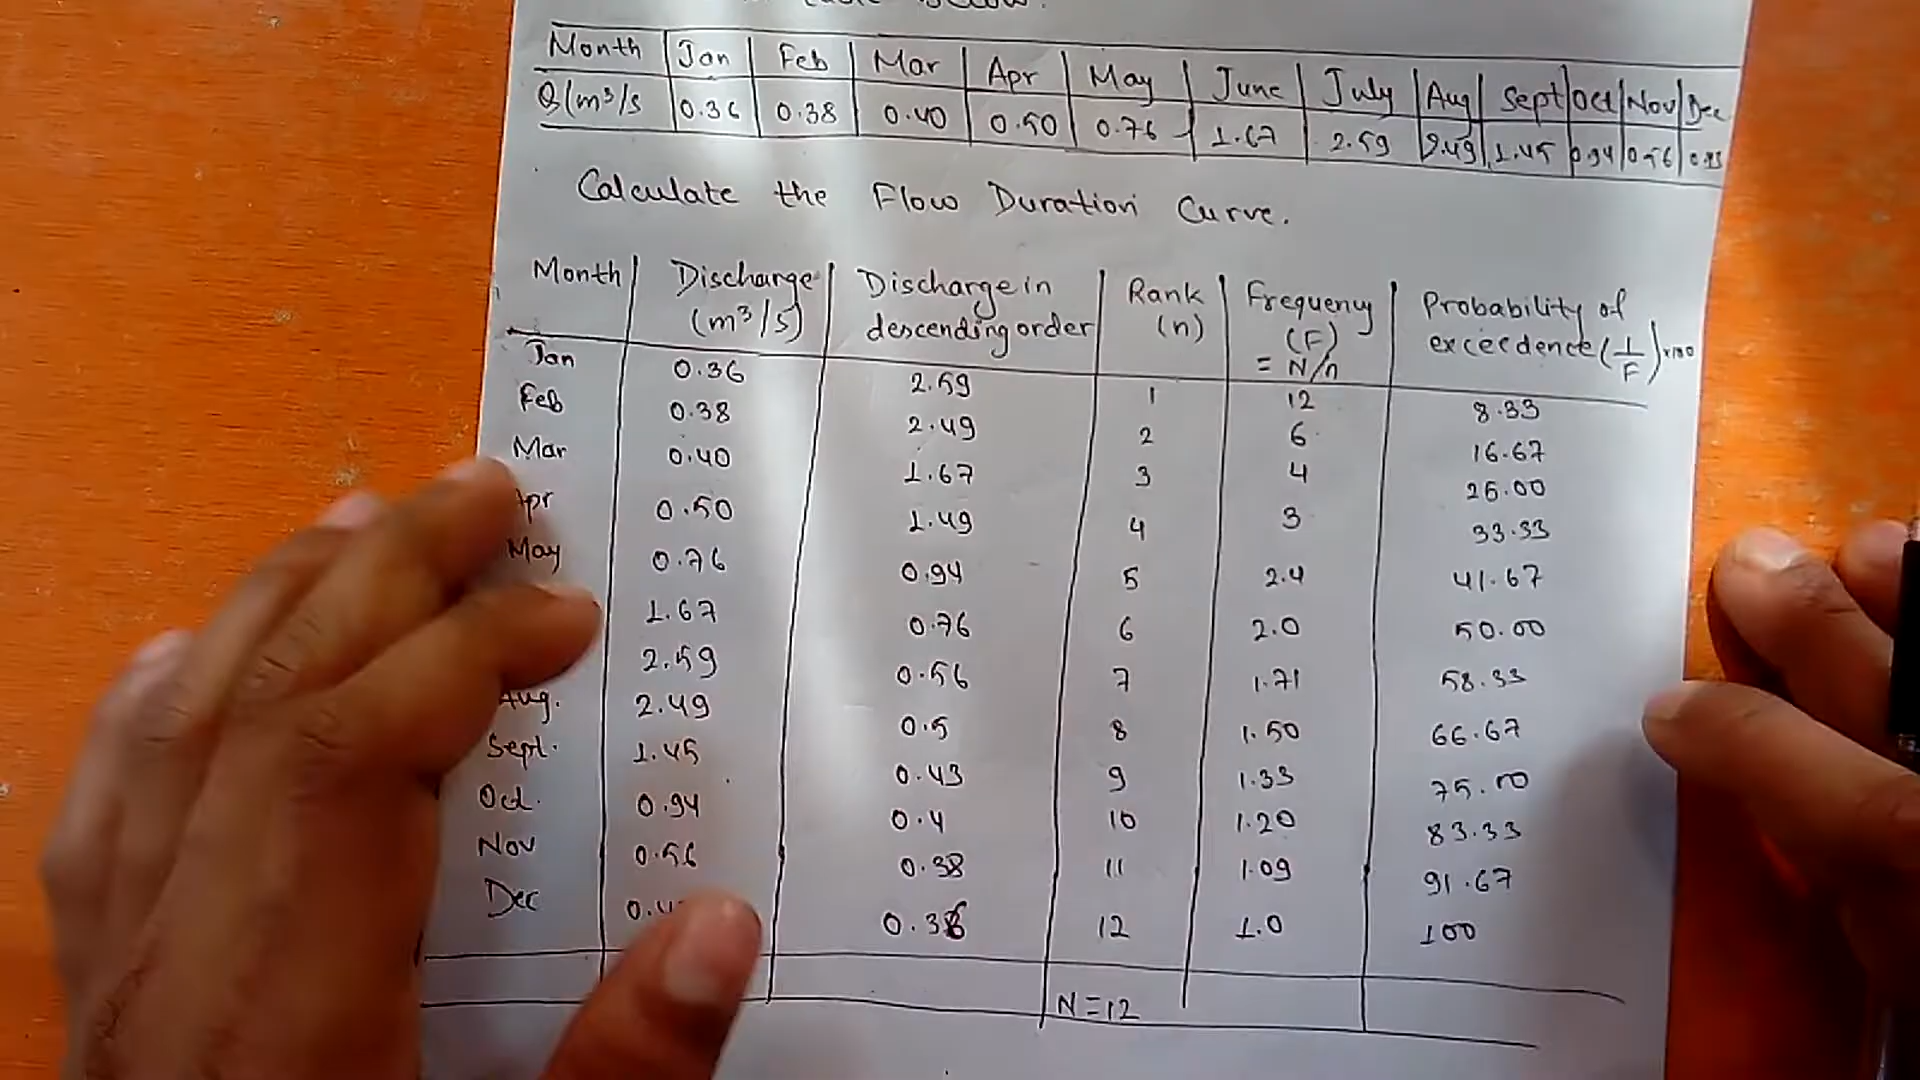 Month Jan Feb Mar Apr May June July Aug Sept Oct Nov Dec
Q(m³/s 0.36 0.38 0.40 0.50 0.76 1.67 2.59 2.49 1.45 0.94 0.56
Calculate the Flow Duration Curve.
Month Discharge (m³/s) Discharge in descending order Rank (n) Frequency (F) = N/n Probability of exceedence (1/F)×100
Jan 0.36 2.59 1 12 8.33
Feb 0.38 2.49 2 6 16.67
Mar 0.40 1.67 3 4 25.00
Apr 0.50 1.49 4 3 33.33
May 0.76 0.94 5 2.4 41.67
1.67 0.76 6 2.0 50.00
2.59 0.56 7 1.71 58.33
Aug. 2.49 0.5 8 1.50 66.67
Sept. 1.45 0.43 9 1.33 75.00
Oct. 0.94 0.4 10 1.20 83.33
Nov 0.56 0.38 11 1.09 91.67
Dec 0.36 12 1.0 100
N=12